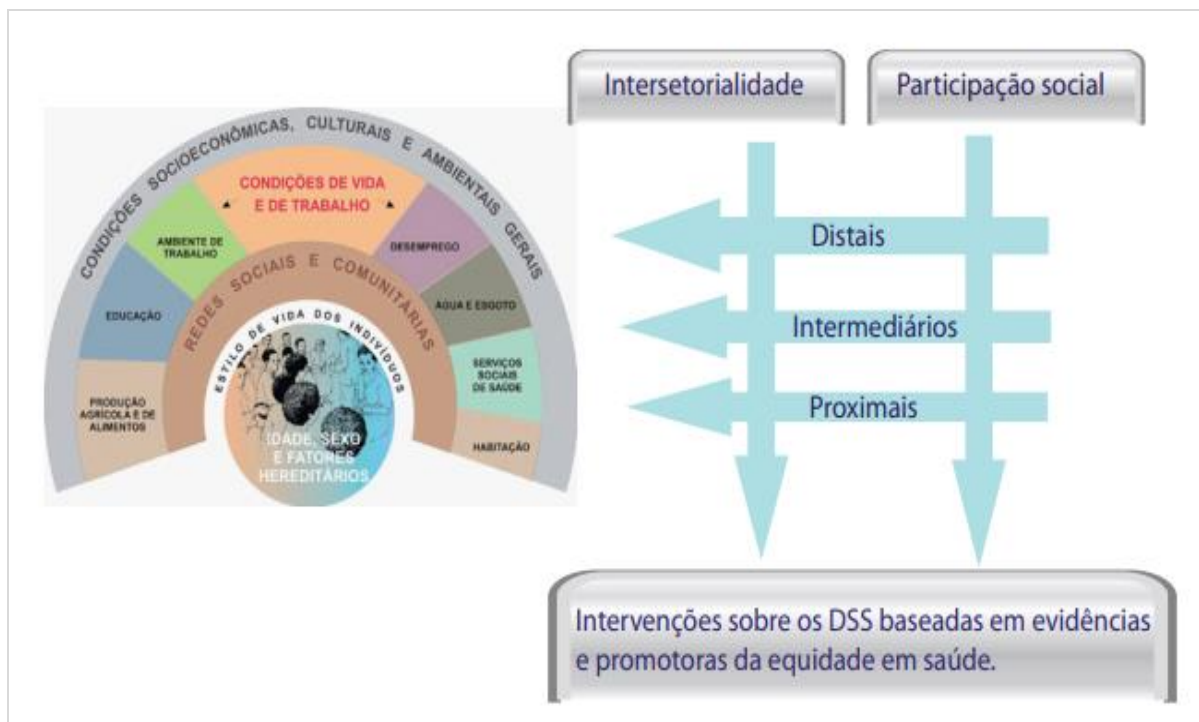 CONDIÇÕES SOCIOECONÔMICAS, CULTURAIS E AMBIENTAIS GERAIS
CONDIÇÕES DE VIDA
E DE TRABALHO
AMBIENTE DE
TRABALHO
DESEMPREGO
REDES SOCIAIS E COMUNITÁRIAS
EDUCAÇÃO
ÁGUA E ESGOTO
ESTILO DE VIDA DOS INDIVÍDUOS
SERVIÇOS
SOCIAIS
DE SAÚDE
PRODUÇÃO
AGRÍCOLA E DE
ALIMENTOS
HABITAÇÃO
IDADE, SEXO
E FATORES
HEREDITÁRIOS
Intersetorialidade
Participação social
Distais
Intermediários
Proximais
Intervenções sobre os DSS baseadas em evidências
e promotoras da equidade em saúde.